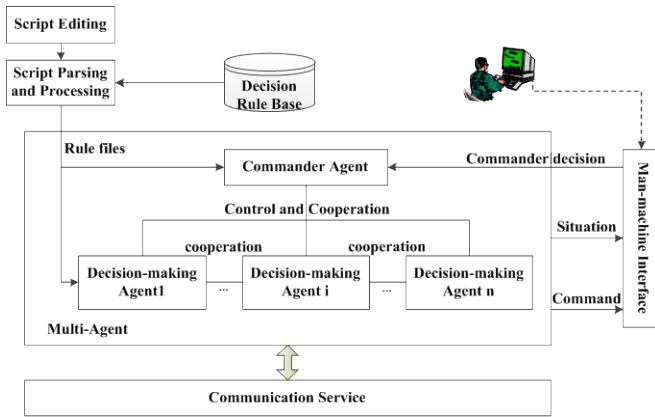 Script Editing
Script Parsing
and Processing
Decision
Rule Base
Rule files
Commander Agent
Commander decision
Control and Cooperation
cooperation
cooperation
Situation
Decision-making
Agent1
...
Decision-making
Agent i
...
Decision-making
Agent n
Command
Man-machine Interface
Multi-Agent
Communication Service